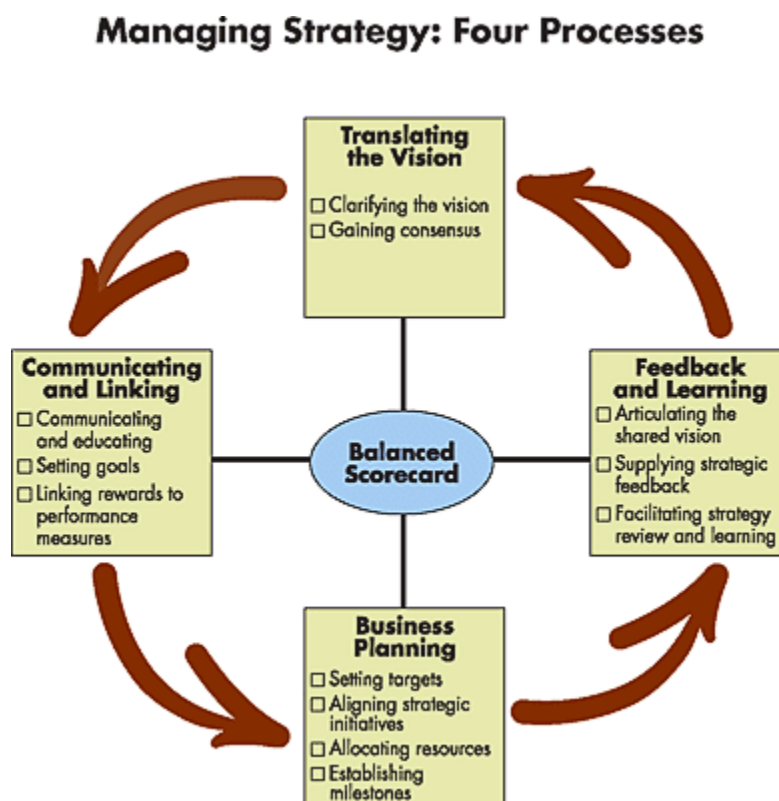 Managing Strategy: Four Processes
Translating
the Vision
☐ Clarifying the vision
☐ Gaining consensus
Communicating
and Linking
☐ Communicating
and educating
☐ Setting goals
☐ Linking rewards to
performance
measures
Balanced
Scorecard
Feedback
and Learning
☐ Articulating the
shared vision
☐ Supplying strategic
feedback
☐ Facilitating strategy
review and learning
Business
Planning
☐ Setting targets
☐ Aligning strategic
initiatives
☐ Allocating resources
☐ Establishing
milestones